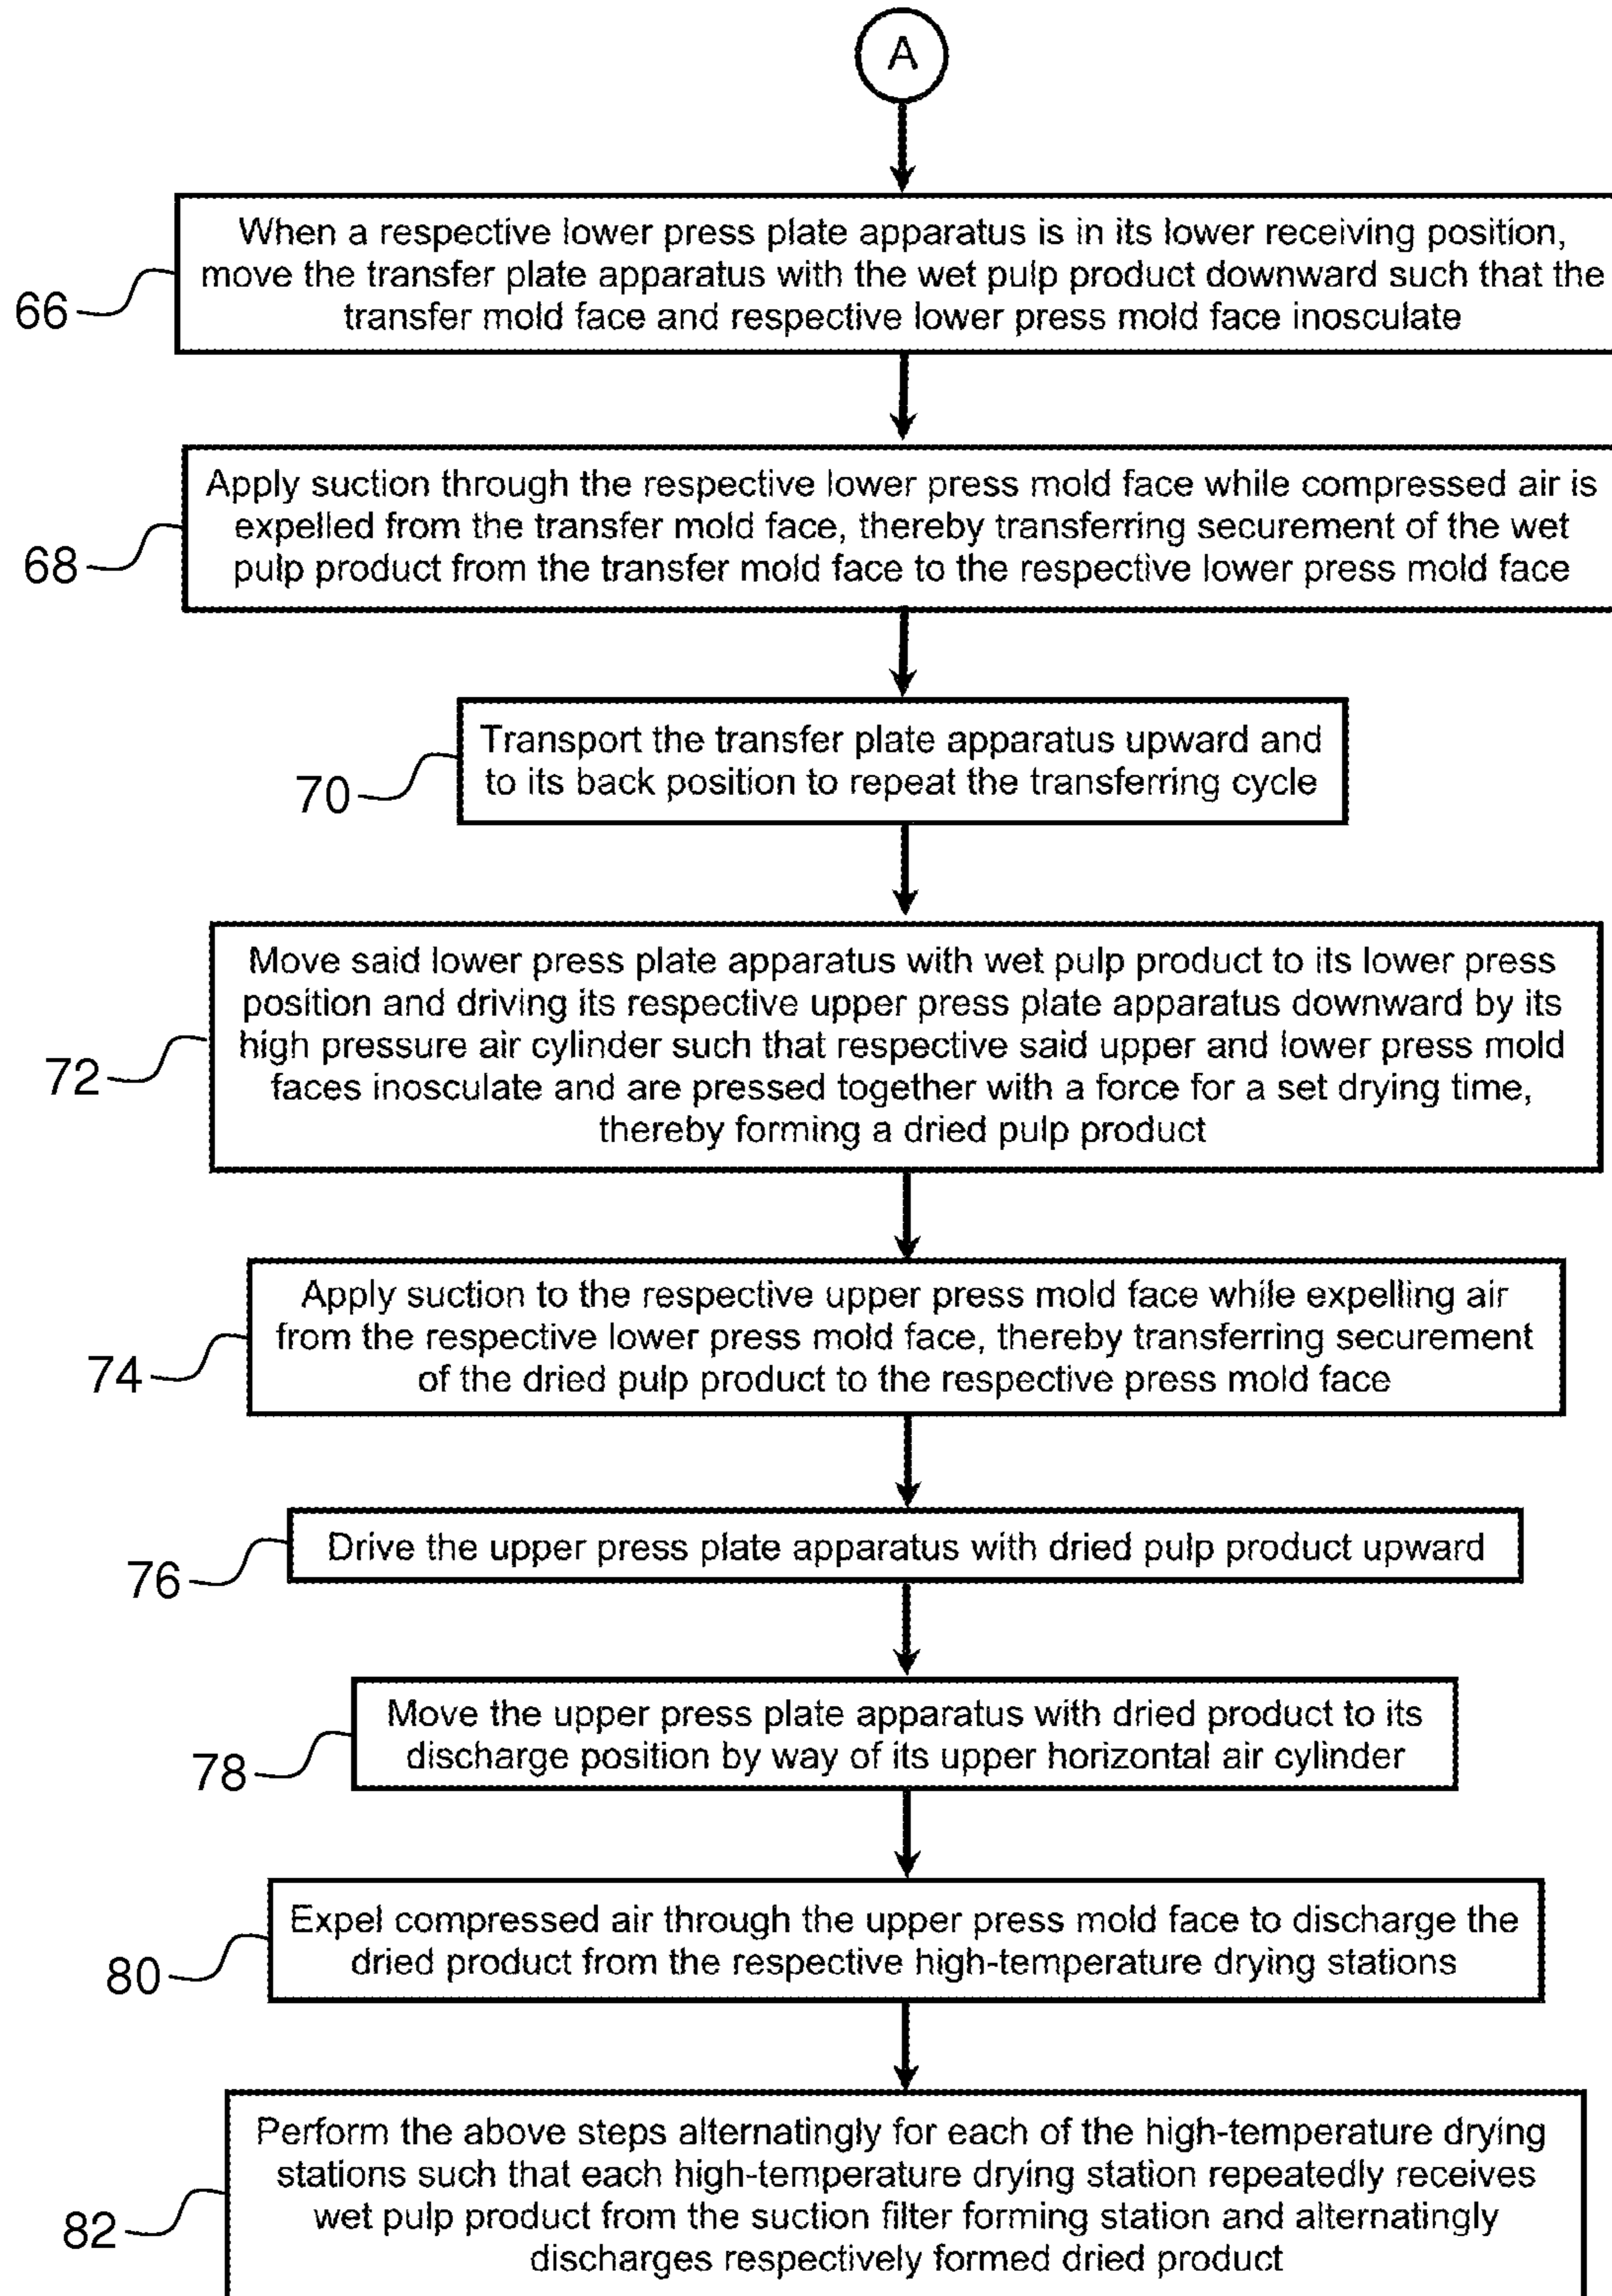 A
When a respective lower press plate apparatus is in its lower receiving position,
move the transfer plate apparatus with the wet pulp product downward such that the
transfer mold face and respective lower press mold face inosculate
66
Apply suction through the respective lower press mold face while compressed air is
expelled from the transfer mold face, thereby transferring securement of the wet
pulp product from the transfer mold face to the respective lower press mold face
68
Transport the transfer plate apparatus upward and
to its back position to repeat the transferring cycle
70
Move said lower press plate apparatus with wet pulp product to its lower press
position and driving its respective upper press plate apparatus downward by its
high pressure air cylinder such that respective said upper and lower press mold
faces inosculate and are pressed together with a force for a set drying time,
thereby forming a dried pulp product
72
Apply suction to the respective upper press mold face while expelling air
from the respective lower press mold face, thereby transferring securement
of the dried pulp product to the respective press mold face
74
Drive the upper press plate apparatus with dried pulp product upward
76
Move the upper press plate apparatus with dried product to its
discharge position by way of its upper horizontal air cylinder
78
Expel compressed air through the upper press mold face to discharge the
dried product from the respective high-temperature drying stations
80
Perform the above steps alternatingly for each of the high-temperature drying
stations such that each high-temperature drying station repeatedly receives
wet pulp product from the suction filter forming station and alternatingly
discharges respectively formed dried product
82